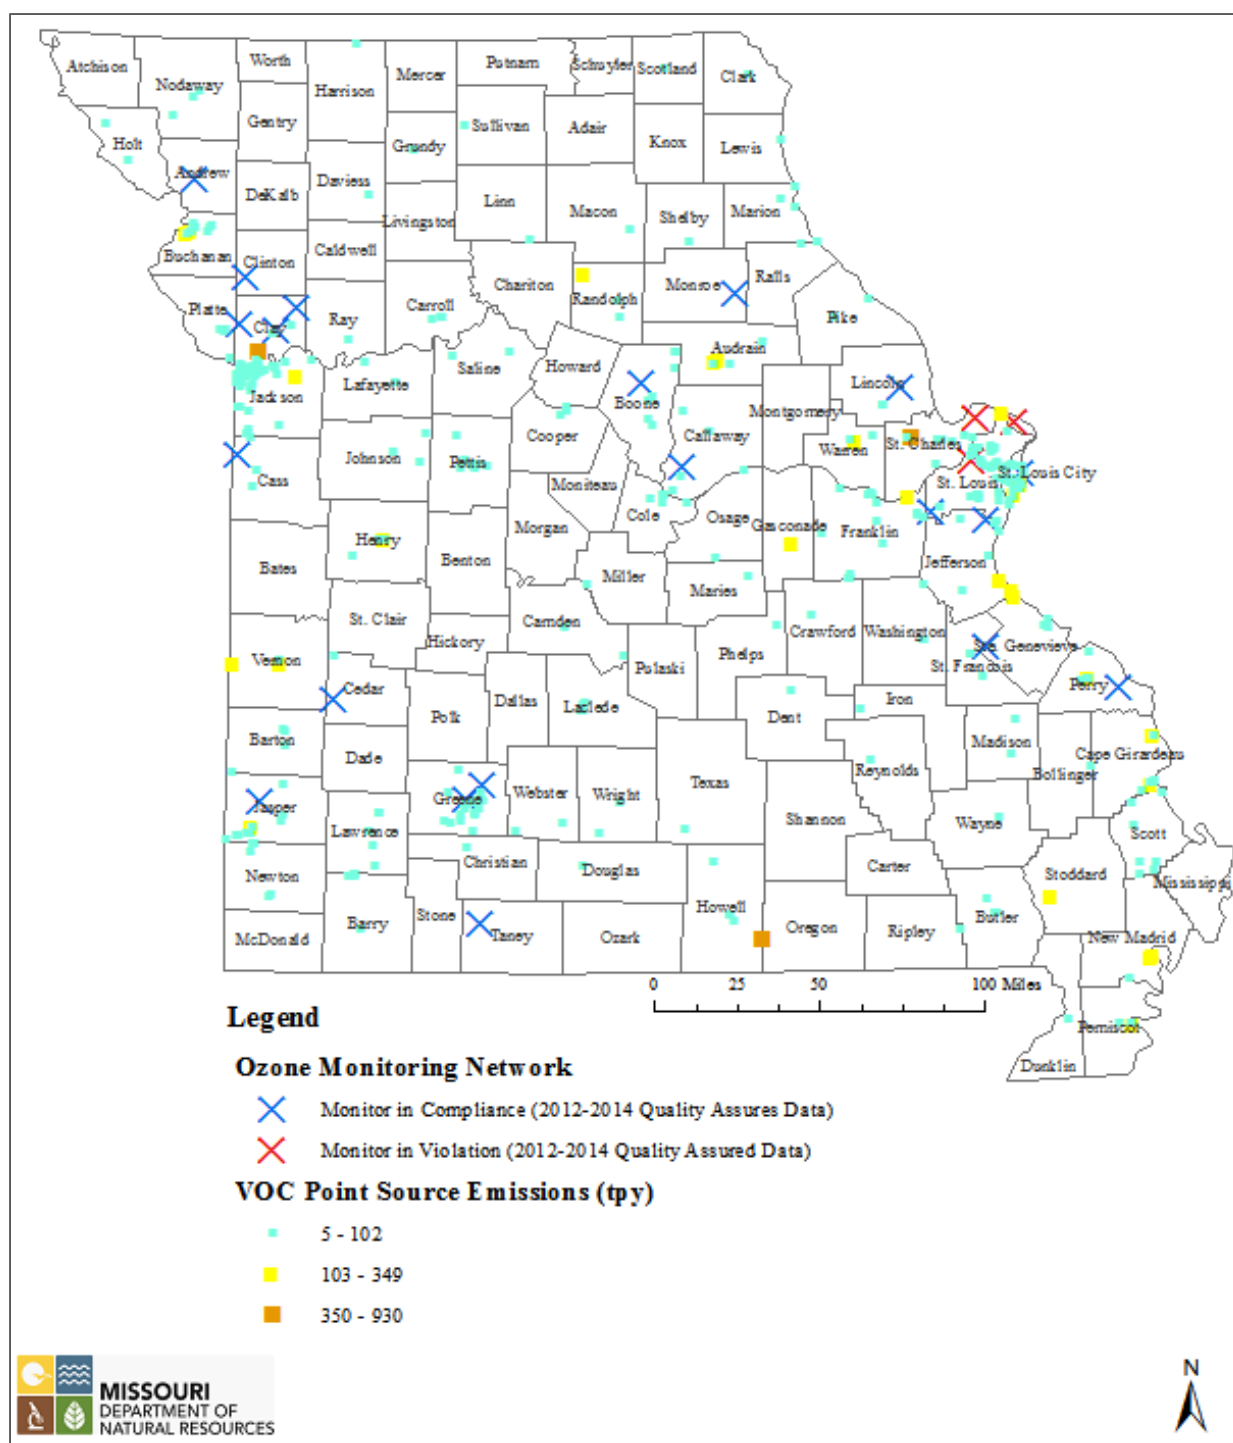 Atchison
Nodaway
Worth
Harrison
Mercer
Putnam
Schuyler
Scotland
Clark
Holt
Gentry
Grundy
Sullivan
Adair
Knox
Lewis
Andrew
DeKalb
Daviess
Livingston
Linn
Macon
Shelby
Marion
Buchanan
Clinton
Caldwell
Chariton
Randolph
Monroe
Ralls
Platte
Clay
Ray
Carroll
Pike
Audrain
Jackson
Lafayette
Saline
Howard
Boone
Lincoln
Callaway
Montgomery
Warren
St. Charles
Cooper
Johnson
Pettis
Cass
Moniteau
St. Louis
St. Louis City
Cole
Osage
Gasconade
Franklin
Henry
Morgan
Bates
Benton
Miller
Maries
Jefferson
St. Clair
Camden
Crawford
Washington
Hickory
Ste. Genevieve
Vernon
Pulaski
Phelps
St. Francois
Cedar
Perry
Polk
Dallas
Laclede
Dent
Iron
Barton
Dade
Madison
Cape Girardeau
Bollinger
Reynolds
Texas
Jasper
Greene
Webster
Wright
Shannon
Wayne
Lawrence
Scott
Christian
Douglas
Carter
Newton
Stoddard
Mississippi
Howell
Butler
Barry
Stone
Taney
Ozark
Oregon
Ripley
McDonald
New Madrid
Pemiscot
Dunklin
0 25 50 100 Miles
Legend
Ozone Monitoring Network
Monitor in Compliance (2012-2014 Quality Assures Data)
Monitor in Violation (2012-2014 Quality Assured Data)
VOC Point Source Emissions (tpy)
5 - 102
103 - 349
350 - 930
MISSOURI
DEPARTMENT OF
NATURAL RESOURCES
N